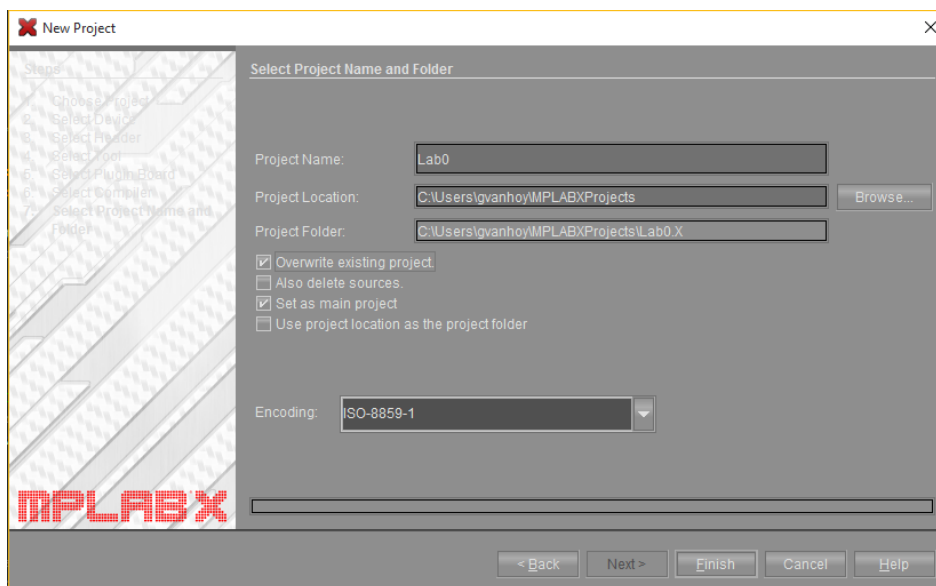 New Project
Steps
1. Choose Project
2. Select Device
3. Select Header
4. Select Tool
5. Select Plugin Board
6. Select Compiler
7. Select Project Name and
Folder
MPLAB X
Select Project Name and Folder
Project Name: Lab0
Project Location: C:\Users\gvanhoy\MPLABXProjects Browse...
Project Folder: C:\Users\gvanhoy\MPLABXProjects\Lab0.X
Overwrite existing project.
Also delete sources.
Set as main project
Use project location as the project folder
Encoding: ISO-8859-1
< Back Next > Finish Cancel Help